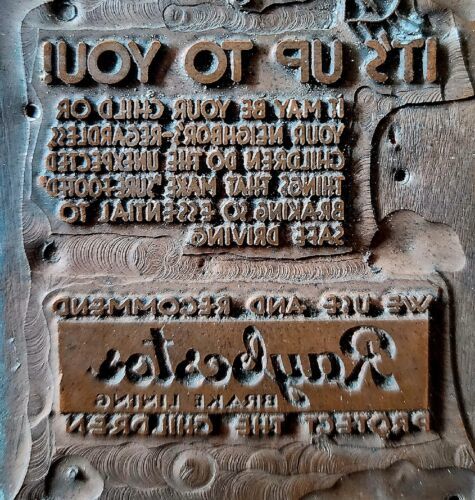 IT'S UP TO YOU!
IT MAY BE YOUR CHILD OR
YOUR NEIGHBOR'S-REGARDLESS,
CHILDREN DO THE UNEXPECTED
THINGS THAT MAKE "SURE-FOOTED"
BRAKING SO ESSENTIAL TO
SAFE DRIVING
WE USE AND RECOMMEND
Raybestos
BRAKE LINING
PROTECT THE CHILDREN